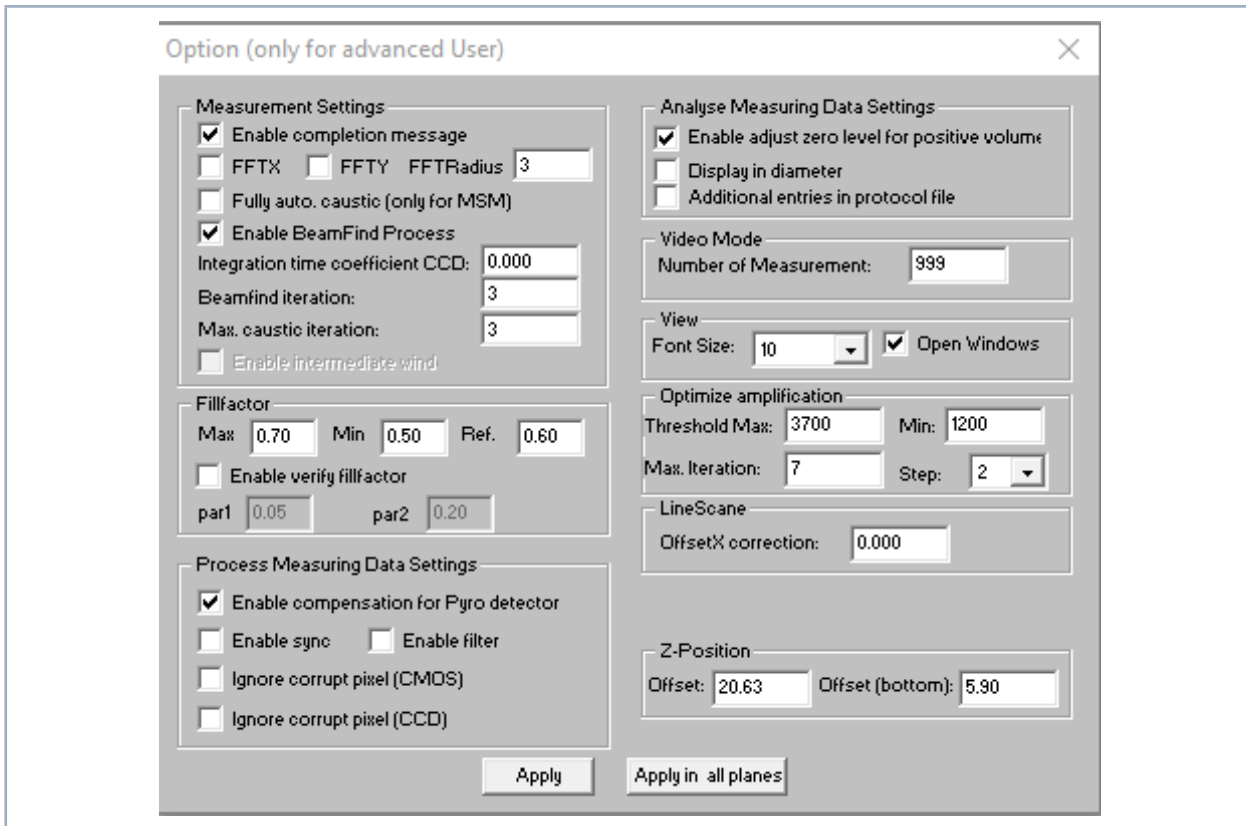 Option (only for advanced User)
Measurement Settings
Enable completion message
FFTX FFTY FFTRadius 3
Fully auto. caustic (only for MSM)
Enable BeamFind Process
Integration time coefficient CCD: 0.000
Beamfind iteration: 3
Max. caustic iteration: 3
Enable intermediate wind
Fillfactor
Max 0.70 Min 0.50 Ref. 0.60
Enable verify fillfactor
par1 0.05 par2 0.20
Process Measuring Data Settings
Enable compensation for Pyro detector
Enable sync Enable filter
Ignore corrupt pixel (CMOS)
Ignore corrupt pixel (CCD)
Analyse Measuring Data Settings
Enable adjust zero level for positive volume
Display in diameter
Additional entries in protocol file
Video Mode
Number of Measurement: 999
View
Font Size: 10 Open Windows
Optimize amplification
Threshold Max: 3700 Min: 1200
Max. Iteration: 7 Step: 2
LineScane
OffsetX correction: 0.000
Z-Position
Offset: 20.63 Offset (bottom): 5.90
Apply Apply in all planes